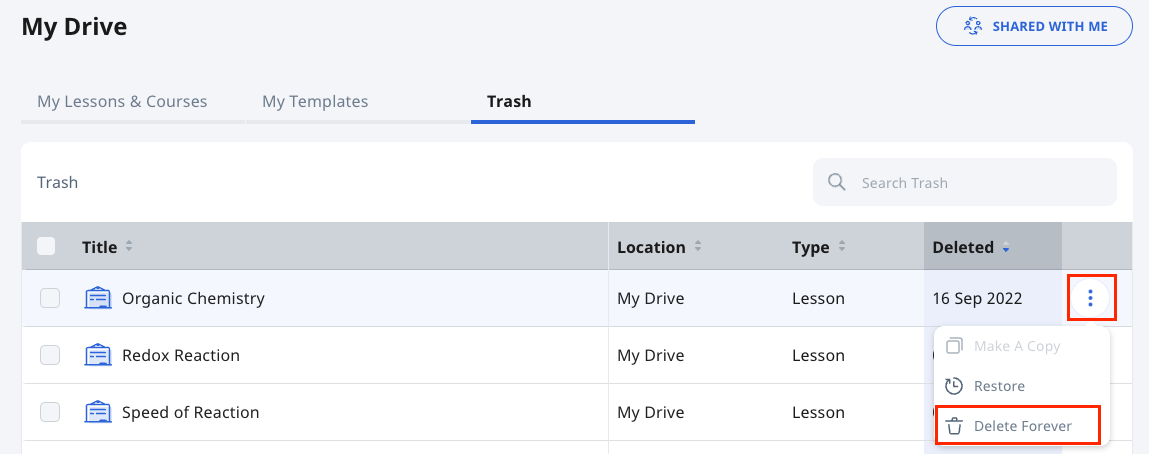 My Drive
SHARED WITH ME
My Lessons & Courses My Templates Trash
Trash
Search Trash
Title Location Type Deleted
Organic Chemistry My Drive Lesson 16 Sep 2022
Make A Copy
Redox Reaction My Drive Lesson
Restore
Speed of Reaction My Drive Lesson
Delete Forever